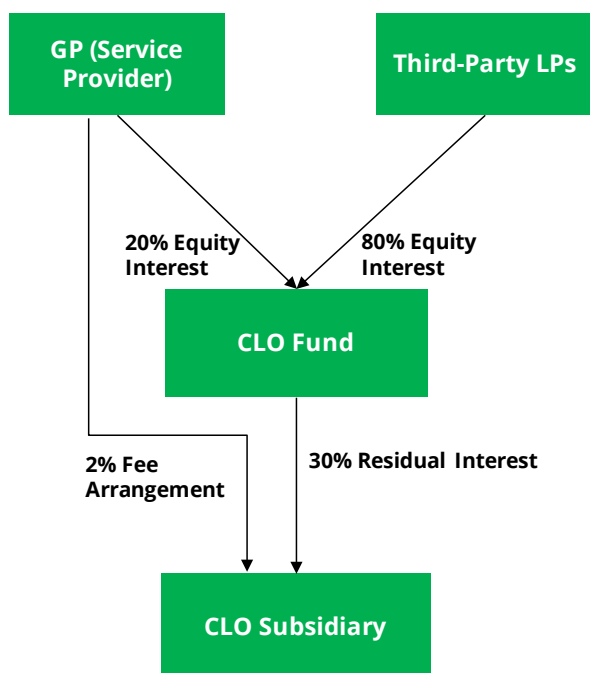 GP (Service
Provider)
Third-Party LPs
20% Equity
Interest
80% Equity
Interest
CLO Fund
2% Fee
Arrangement
30% Residual Interest
CLO Subsidiary